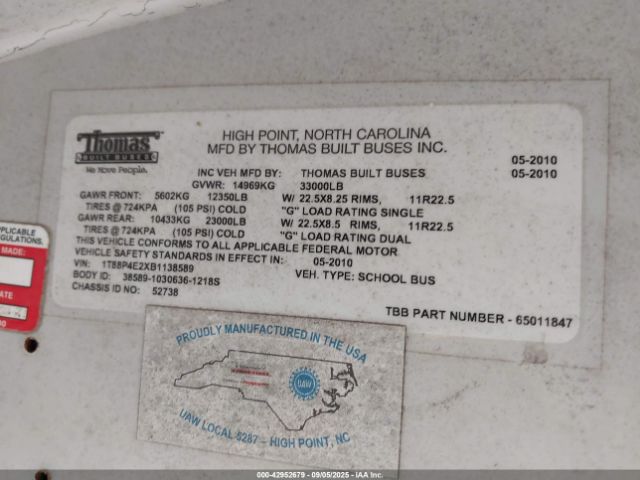 Thomas
BUILT BUSES
We Move People.
HIGH POINT, NORTH CAROLINA
MFD BY THOMAS BUILT BUSES INC.
05-2010
INC VEH MFD BY: THOMAS BUILT BUSES 05-2010
GVWR: 14969KG 33000LB
GAWR FRONT: 5602KG 12350LB W/ 22.5X8.25 RIMS, 11R22.5
TIRES @ 724KPA (105 PSI) COLD "G" LOAD RATING SINGLE
GAWR REAR: 10433KG 23000LB W/ 22.5X8.5 RIMS, 11R22.5
TIRES @ 724KPA (105 PSI) COLD "G" LOAD RATING DUAL
THIS VEHICLE CONFORMS TO ALL APPLICABLE FEDERAL MOTOR
VEHICLE SAFETY STANDARDS IN EFFECT IN: 05-2010
VIN: 1T88P4E2XB1138589
BODY ID: 38589-1030636-1218S VEH. TYPE: SCHOOL BUS
CHASSIS ID NO: 52738
TBB PART NUMBER - 65011847
PLICABLE
GULATIONS.
MADE:
ATE
00
PROUDLY MANUFACTURED IN THE USA
UAW
UAW LOCAL 5287 - HIGH POINT, NC
000-42952679 - 09/05/2025 - IAA Inc.